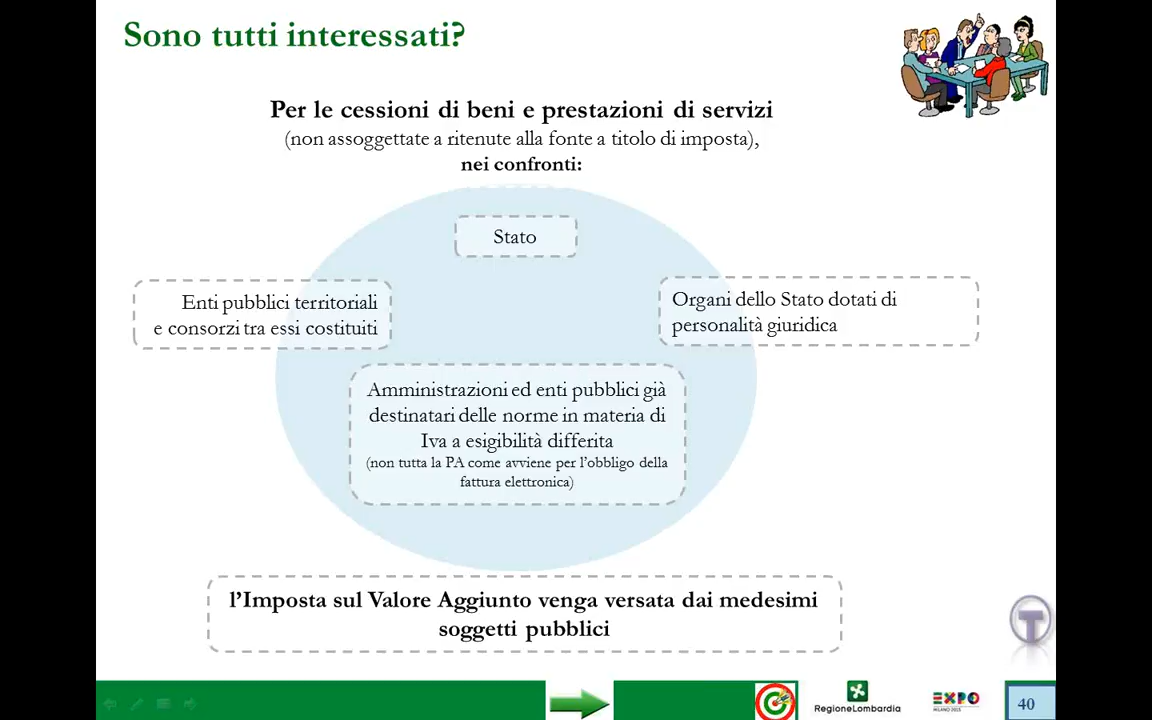 Sono tutti interessati?
Per le cessioni di beni e prestazioni di servizi
(non assoggettate a ritenute alla fonte a titolo di imposta),
nei confronti:
Stato
Enti pubblici territoriali
e consorzi tra essi costituiti
Organi dello Stato dotati di
personalità giuridica
Amministrazioni ed enti pubblici già
destinatari delle norme in materia di
Iva a esigibilità differita
(non tutta la PA come avviene per l'obbligo della
fattura elettronica)
l'Imposta sul Valore Aggiunto venga versata dai medesimi
soggetti pubblici
T
RegioneLombardia
EXPO
MILANO 2015
40